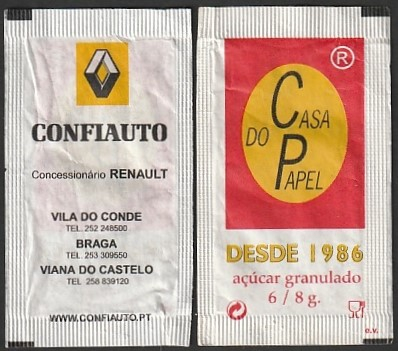 CONFIAUTO
Concessionário RENAULT
VILA DO CONDE
TEL. 252 248500
BRAGA
TEL. 253 309550
VIANA DO CASTELO
TEL 258 839120
WWW.CONFIAUTO.PT
®
CASA
DO
PAPEL
DESDE 1986
açúcar granulado
6 / 8 g.
e.v.